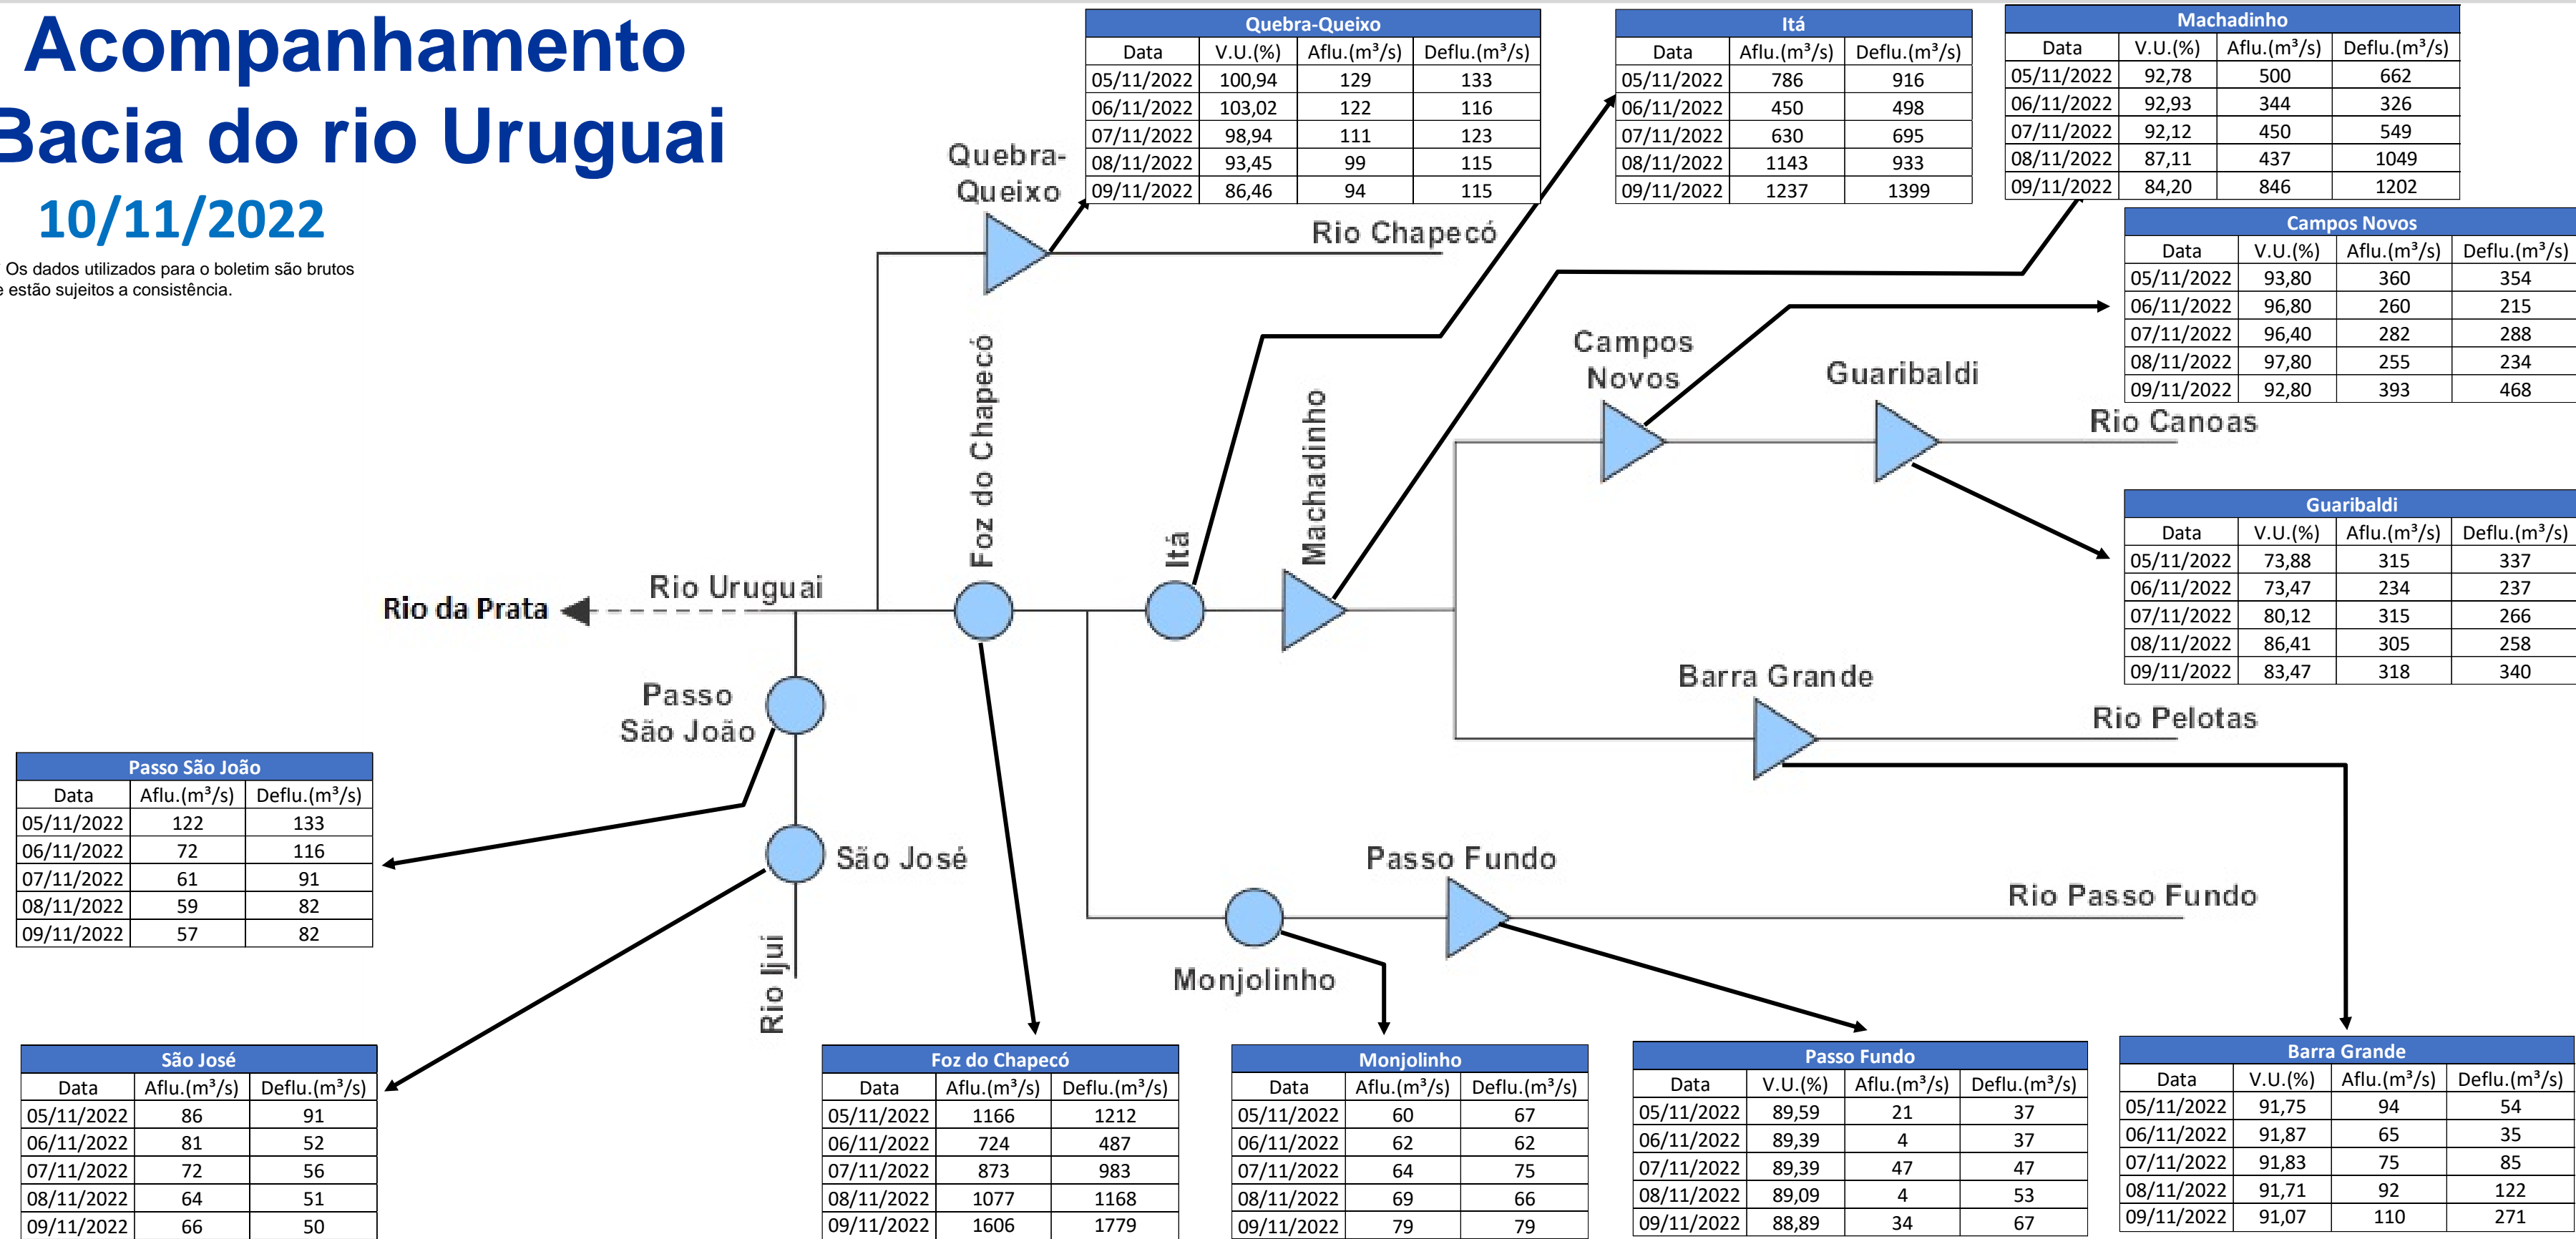 Acompanhamento
Bacia do rio Uruguai
10/11/2022
* Os dados utilizados para o boletim são brutos
e estão sujeitos a consistência.
Quebra-Queixo
Data V.U.(%) Aflu.(m³/s) Deflu.(m³/s)
05/11/2022 100,94 129 133
06/11/2022 103,02 122 116
07/11/2022 98,94 111 123
08/11/2022 93,45 99 115
09/11/2022 86,46 94 115
Itá
Data Aflu.(m³/s) Deflu.(m³/s)
05/11/2022 786 916
06/11/2022 450 498
07/11/2022 630 695
08/11/2022 1143 933
09/11/2022 1237 1399
Machadinho
Data V.U.(%) Aflu.(m³/s) Deflu.(m³/s)
05/11/2022 92,78 500 662
06/11/2022 92,93 344 326
07/11/2022 92,12 450 549
08/11/2022 87,11 437 1049
09/11/2022 84,20 846 1202
Campos Novos
Data V.U.(%) Aflu.(m³/s) Deflu.(m³/s)
05/11/2022 93,80 360 354
06/11/2022 96,80 260 215
07/11/2022 96,40 282 288
08/11/2022 97,80 255 234
09/11/2022 92,80 393 468
Quebra-
Queixo
Rio Chapecó
Foz do Chapecó
Itá
Machadinho
Campos
Novos
Guaribaldi
Rio Canoas
Guaribaldi
Data V.U.(%) Aflu.(m³/s) Deflu.(m³/s)
05/11/2022 73,88 315 337
06/11/2022 73,47 234 237
07/11/2022 80,12 315 266
08/11/2022 86,41 305 258
09/11/2022 83,47 318 340
Rio da Prata
Rio Uruguai
Passo
São João
Barra Grande
Rio Pelotas
Passo São João
Data Aflu.(m³/s) Deflu.(m³/s)
05/11/2022 122 133
06/11/2022 72 116
07/11/2022 61 91
08/11/2022 59 82
09/11/2022 57 82
São José
Rio Ijuí
Passo Fundo
Rio Passo Fundo
Monjolinho
São José
Data Aflu.(m³/s) Deflu.(m³/s)
05/11/2022 86 91
06/11/2022 81 52
07/11/2022 72 56
08/11/2022 64 51
09/11/2022 66 50
Foz do Chapecó
Data Aflu.(m³/s) Deflu.(m³/s)
05/11/2022 1166 1212
06/11/2022 724 487
07/11/2022 873 983
08/11/2022 1077 1168
09/11/2022 1606 1779
Monjolinho
Data Aflu.(m³/s) Deflu.(m³/s)
05/11/2022 60 67
06/11/2022 62 62
07/11/2022 64 75
08/11/2022 69 66
09/11/2022 79 79
Passo Fundo
Data V.U.(%) Aflu.(m³/s) Deflu.(m³/s)
05/11/2022 89,59 21 37
06/11/2022 89,39 4 37
07/11/2022 89,39 47 47
08/11/2022 89,09 4 53
09/11/2022 88,89 34 67
Barra Grande
Data V.U.(%) Aflu.(m³/s) Deflu.(m³/s)
05/11/2022 91,75 94 54
06/11/2022 91,87 65 35
07/11/2022 91,83 75 85
08/11/2022 91,71 92 122
09/11/2022 91,07 110 271